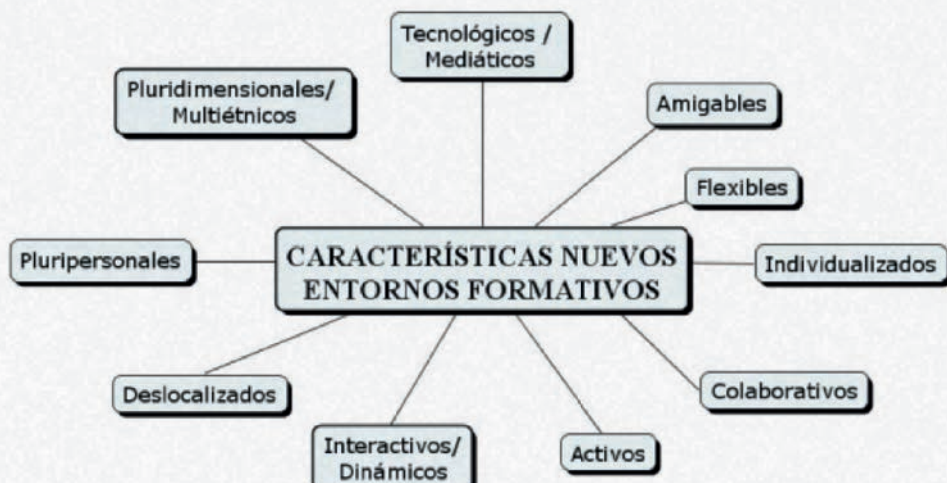 Tecnológicos /
Mediáticos
Pluridimensionales/
Multiétnicos
Amigables
Flexibles
Pluripersonales
CARACTERÍSTICAS NUEVOS
ENTORNOS FORMATIVOS
Individualizados
Deslocalizados
Colaborativos
Interactivos/
Dinámicos
Activos